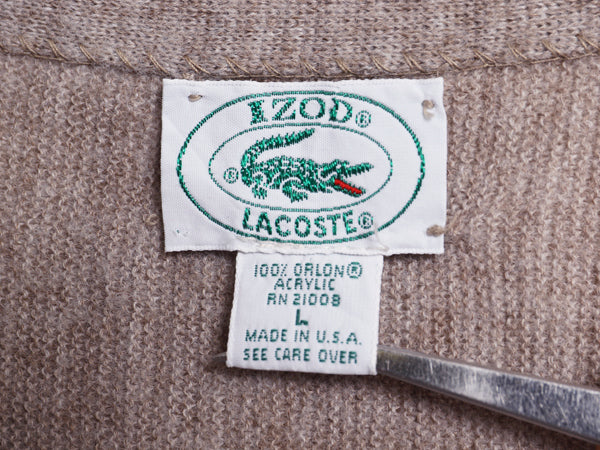 IZOD®
®
LACOSTE®
100% ORLON®
ACRYLIC
RN 21008
L
MADE IN U.S.A.
SEE CARE OVER